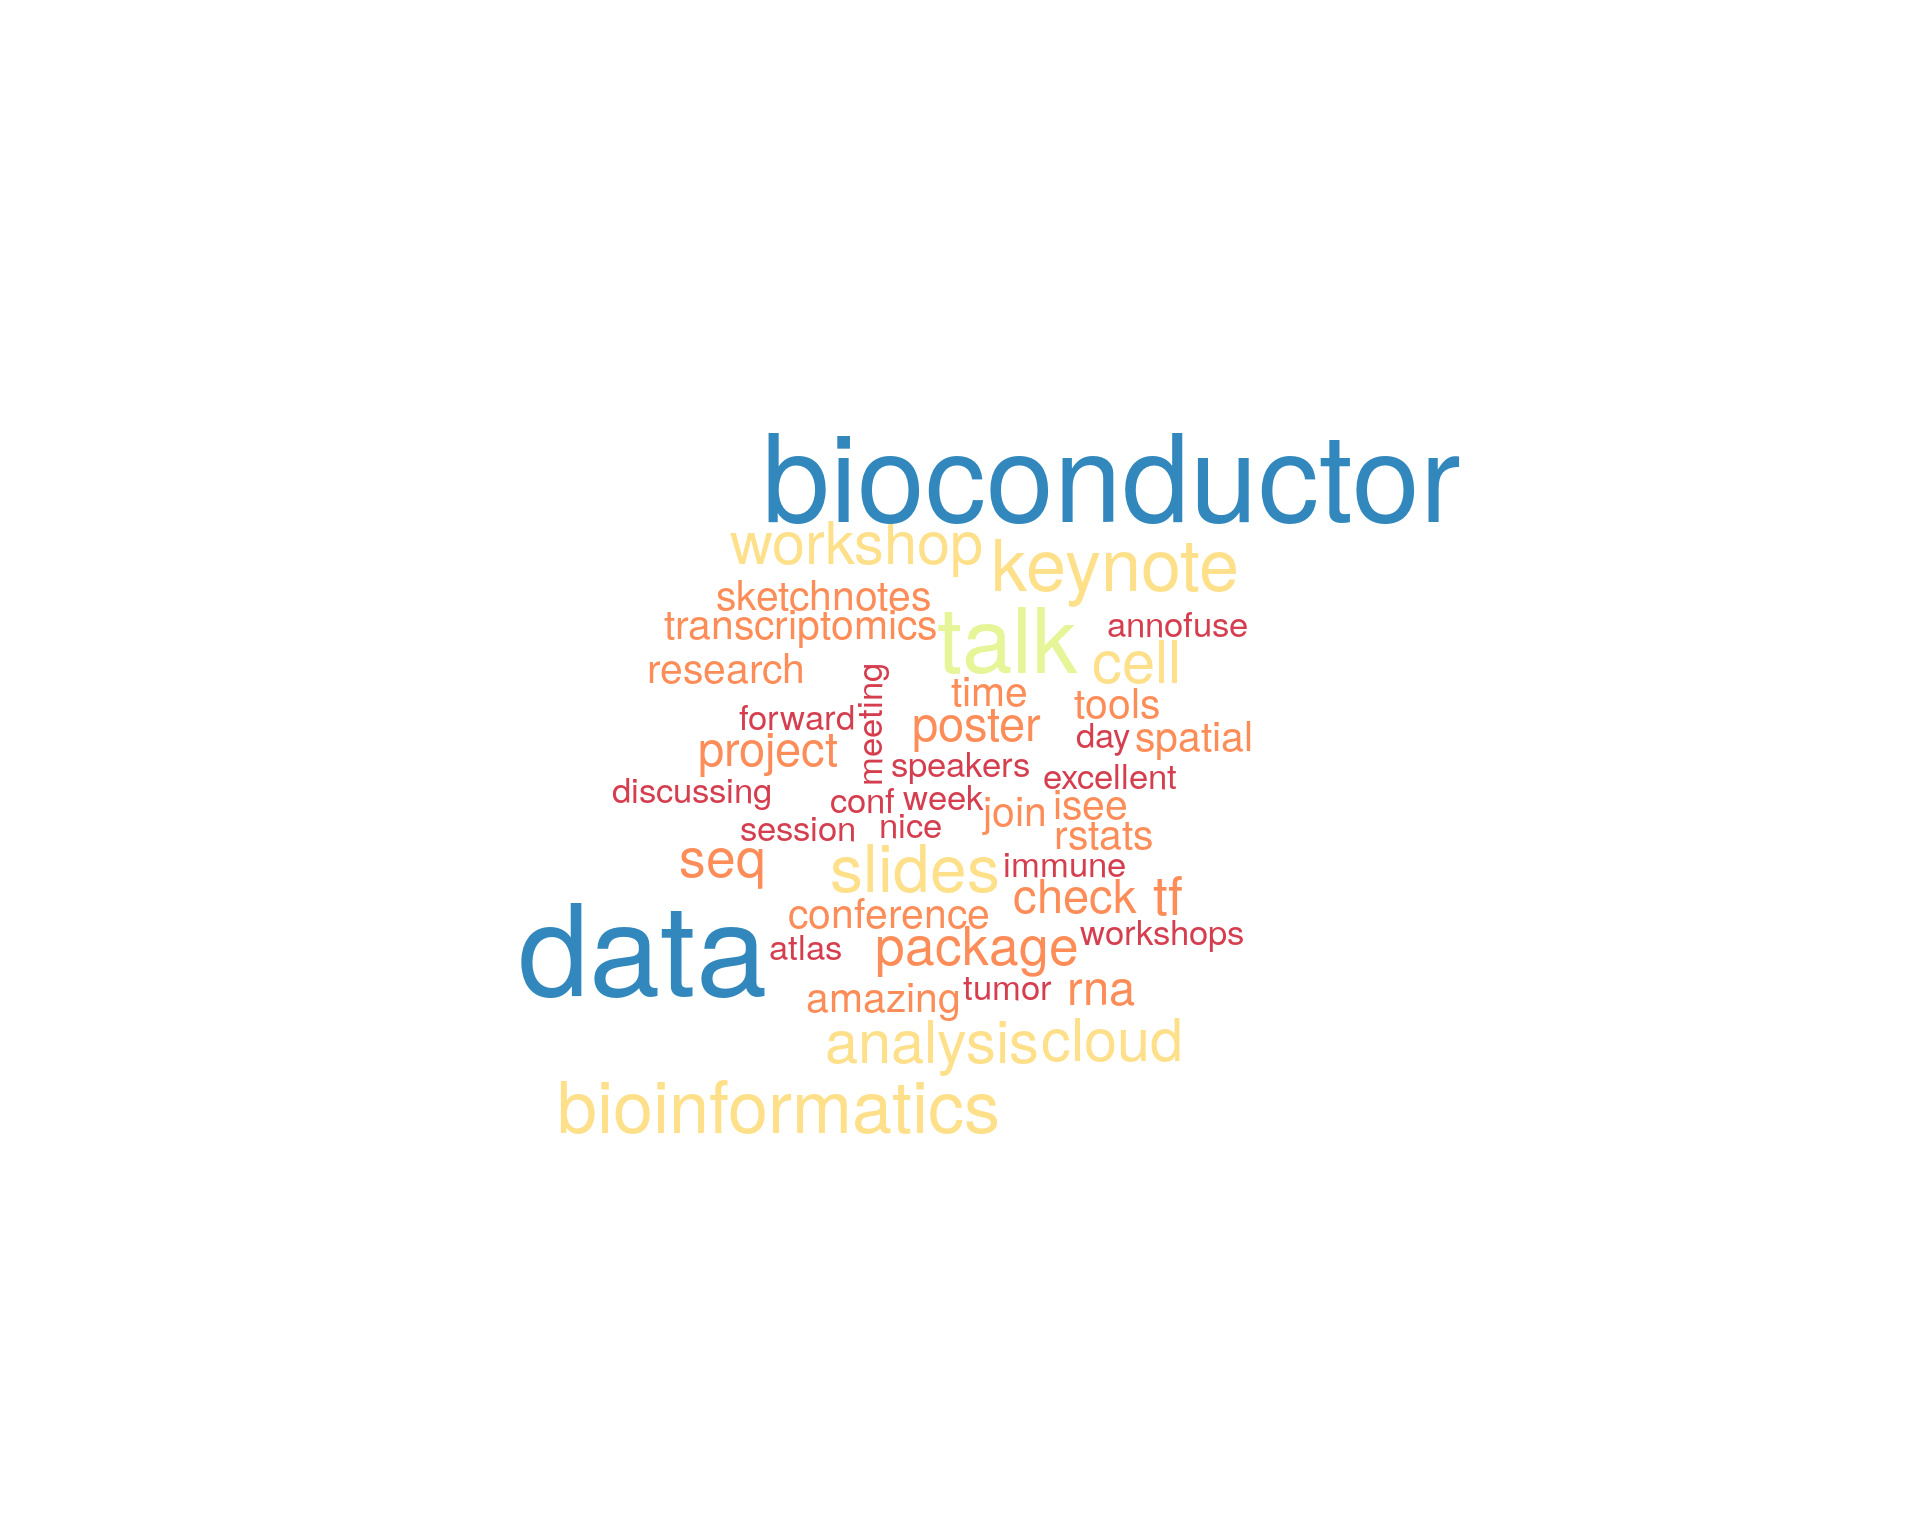 bioconductor
workshop keynote
sketchnotes
transcriptomics talk annofuse
research cell
meeting
time tools
forward poster day spatial
project speakers excellent
discussing conf week join isee
session nice rstats
seq slides immune
check tf
conference
data atlas package workshops
amazing tumor rna
analysis cloud
bioinformatics